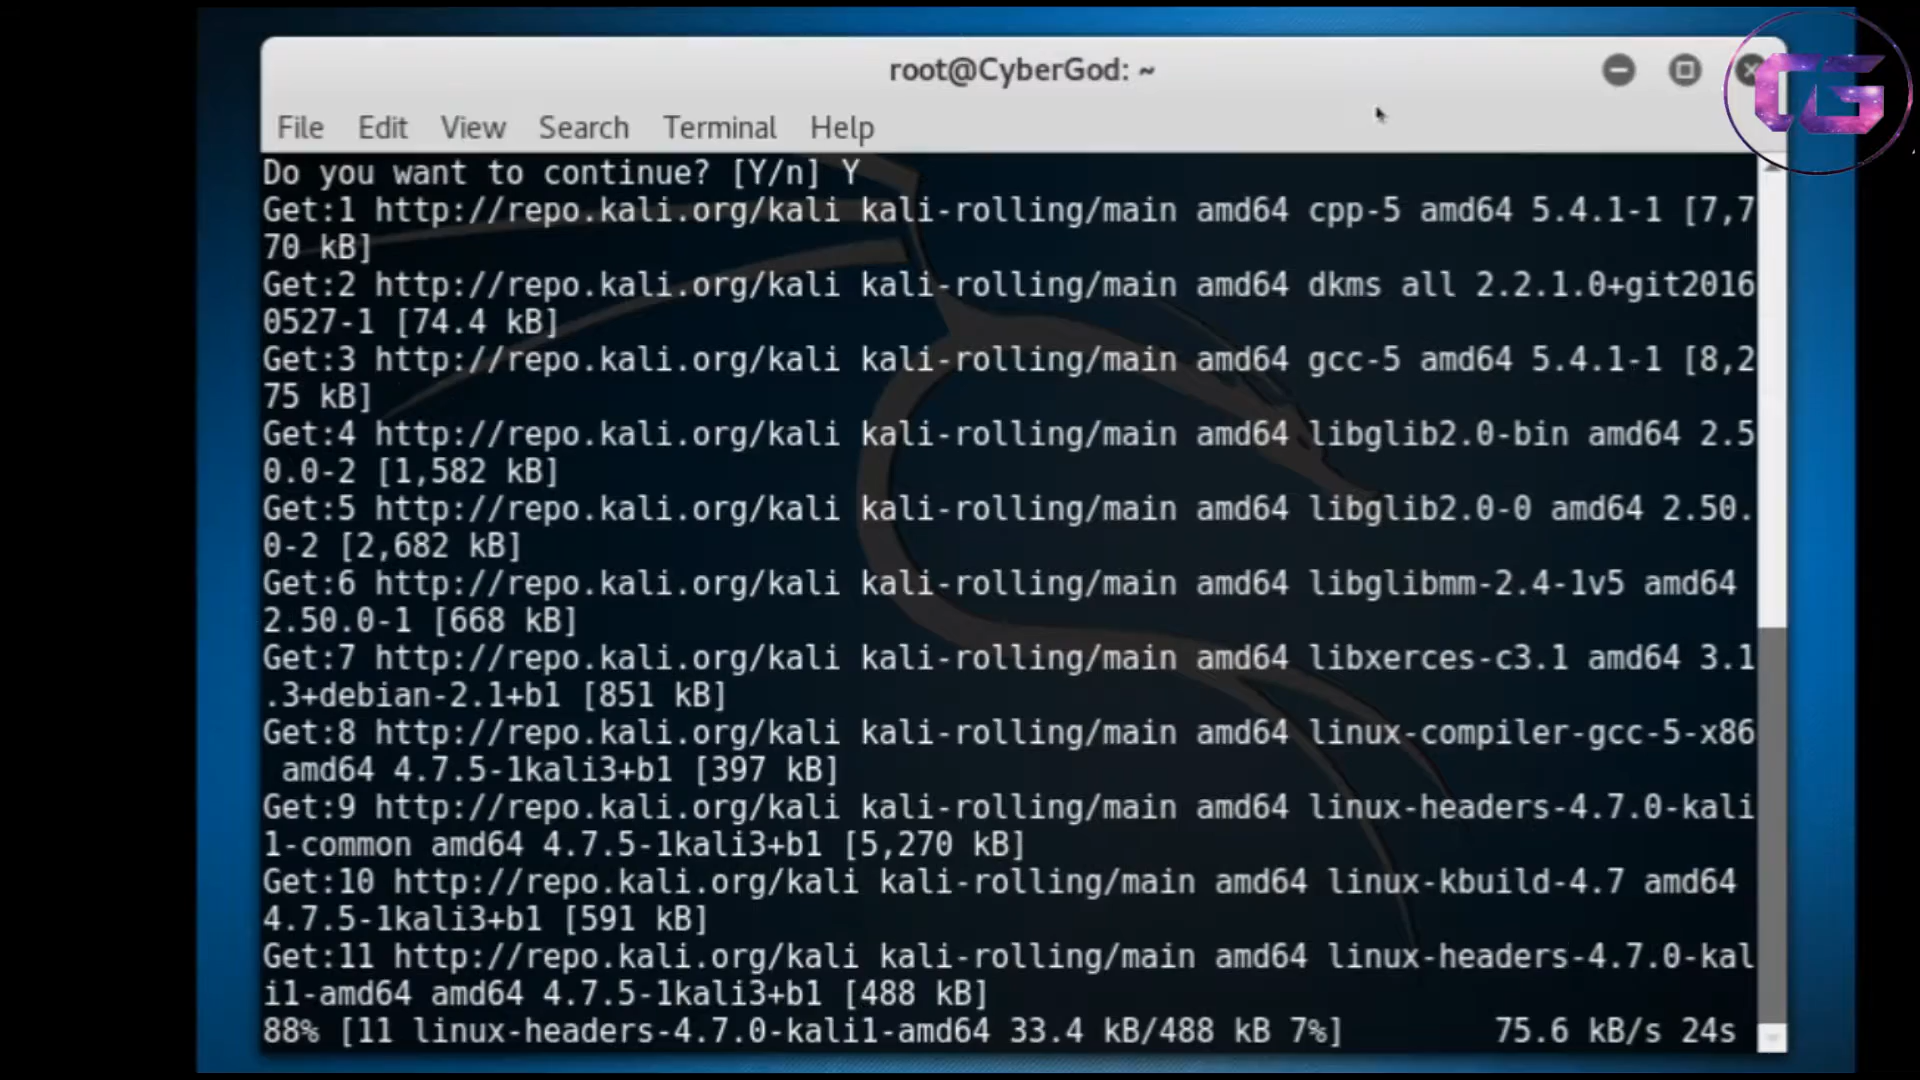 root@CyberGod: ~
CG
File Edit View Search Terminal Help
Do you want to continue? [Y/n] Y
Get:1 http://repo.kali.org/kali kali-rolling/main amd64 cpp-5 amd64 5.4.1-1 [7,7
70 kB]
Get:2 http://repo.kali.org/kali kali-rolling/main amd64 dkms all 2.2.1.0+git2016
0527-1 [74.4 kB]
Get:3 http://repo.kali.org/kali kali-rolling/main amd64 gcc-5 amd64 5.4.1-1 [8,2
75 kB]
Get:4 http://repo.kali.org/kali kali-rolling/main amd64 libglib2.0-bin amd64 2.5
0.0-2 [1,582 kB]
Get:5 http://repo.kali.org/kali kali-rolling/main amd64 libglib2.0-0 amd64 2.50.
0-2 [2,682 kB]
Get:6 http://repo.kali.org/kali kali-rolling/main amd64 libglibmm-2.4-1v5 amd64
2.50.0-1 [668 kB]
Get:7 http://repo.kali.org/kali kali-rolling/main amd64 libxerces-c3.1 amd64 3.1
.3+debian-2.1+b1 [851 kB]
Get:8 http://repo.kali.org/kali kali-rolling/main amd64 linux-compiler-gcc-5-x86
amd64 4.7.5-1kali3+b1 [397 kB]
Get:9 http://repo.kali.org/kali kali-rolling/main amd64 linux-headers-4.7.0-kali
1-common amd64 4.7.5-1kali3+b1 [5,270 kB]
Get:10 http://repo.kali.org/kali kali-rolling/main amd64 linux-kbuild-4.7 amd64
4.7.5-1kali3+b1 [591 kB]
Get:11 http://repo.kali.org/kali kali-rolling/main amd64 linux-headers-4.7.0-kal
i1-amd64 amd64 4.7.5-1kali3+b1 [488 kB]
88% [11 linux-headers-4.7.0-kali1-amd64 33.4 kB/488 kB 7%] 75.6 kB/s 24s